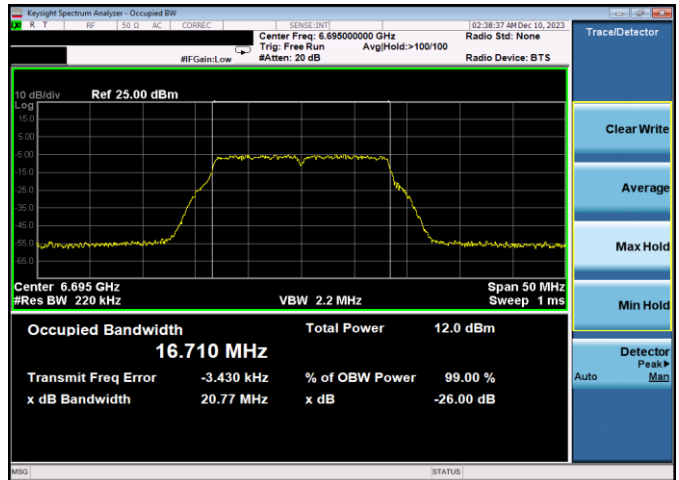 Keysight Spectrum Analyzer - Occupied BW
LXI R T RF 50 Ω AC CORREC SENSE:INT 02:38:37 AM Dec 10, 2023
Center Freq: 6.695000000 GHz Radio Std: None
Trig: Free Run Avg|Hold:>100/100
#IFGain:Low #Atten: 20 dB Radio Device: BTS
Trace/Detector
10 dB/div Ref 25.00 dBm
Log
15.0
5.00
-5.00
-15.0
-25.0
-35.0
-45.0
-55.0
-65.0
Center 6.695 GHz Span 50 MHz
#Res BW 220 kHz VBW 2.2 MHz Sweep 1 ms
Occupied Bandwidth Total Power 12.0 dBm
16.710 MHz
Transmit Freq Error -3.430 kHz % of OBW Power 99.00 %
x dB Bandwidth 20.77 MHz x dB -26.00 dB
Clear Write
Average
Max Hold
Min Hold
Detector
Peak▶
Auto Man
MSG STATUS